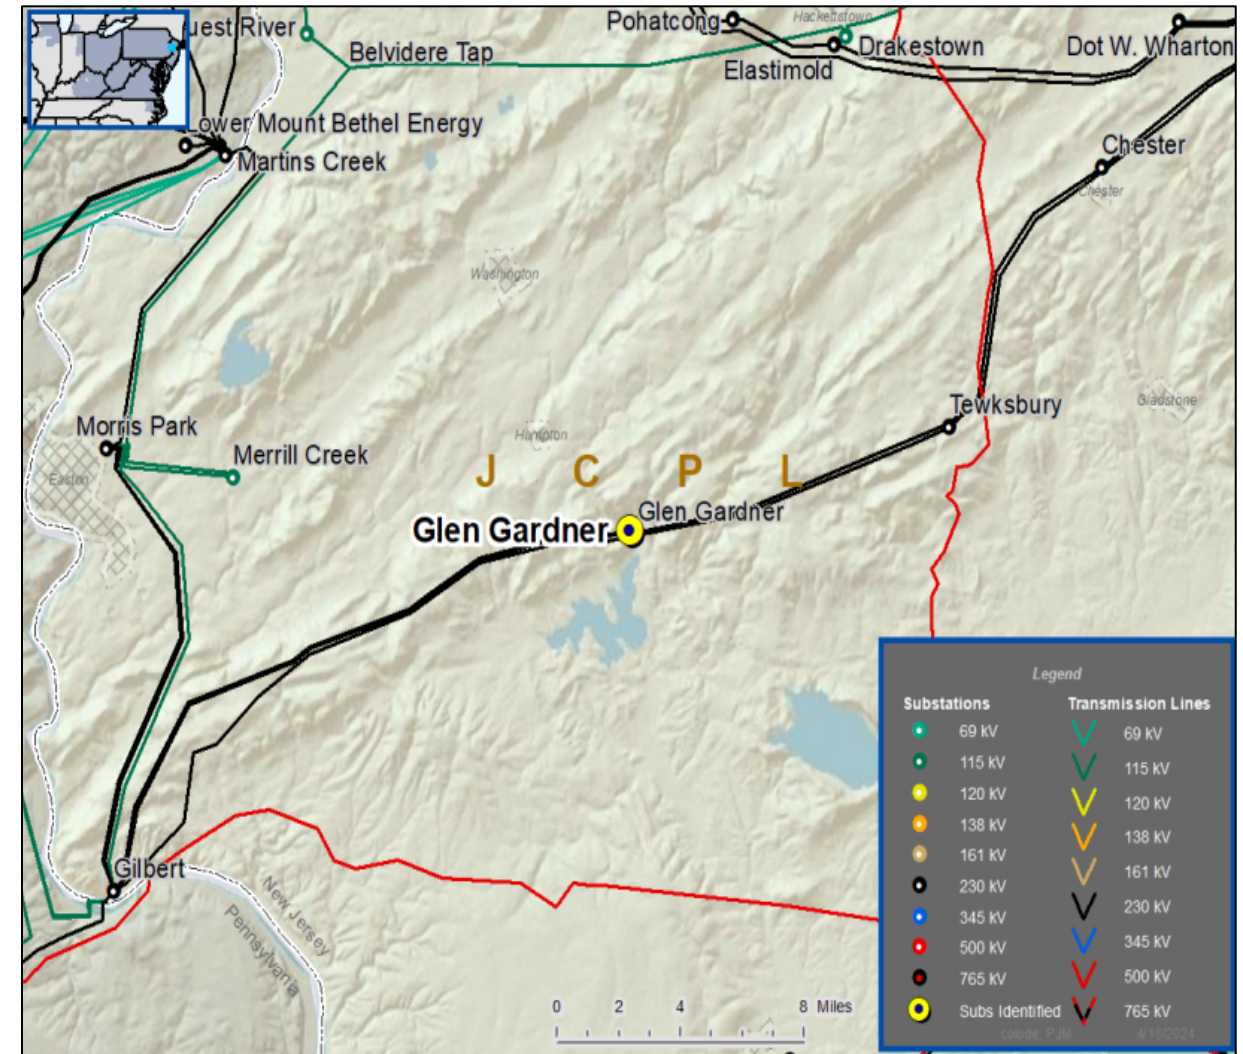 Pohatcong
Hackettstown
uest River
Belvidere Tap
Drakestown
Dot W. Wharton
Elastimold
Lower Mount Bethel Energy
Martins Creek
Chester
Chester
Washington
Tewksbury
Gladstone
Morris Park
Hampton
Merrill Creek
Easton
J C P L
Glen Gardner
Glen Gardner
Gilbert
New Jersey
Pennsylvania
Legend
Substations Transmission Lines
69 kV 69 kV
115 kV 115 kV
120 kV 120 kV
138 kV 138 kV
161 kV 161 kV
230 kV 230 kV
345 kV 345 kV
500 kV 500 kV
765 kV 765 kV
Subs Identified
colode, PJM 4/16/2024
0 2 4 8 Miles